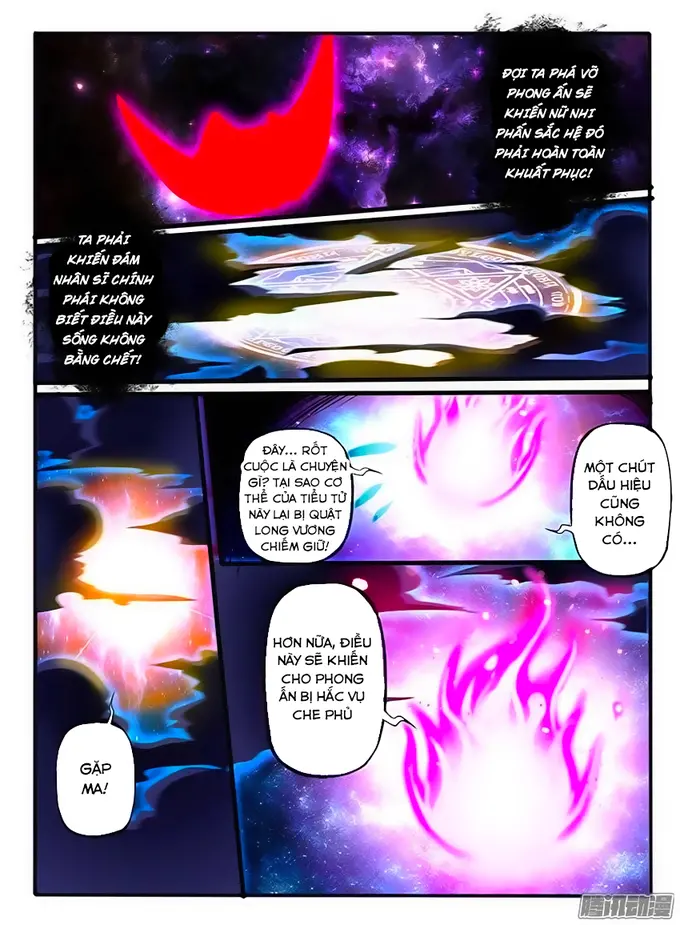 ĐỢI TA PHÁ VỠ
PHONG ẤN SẼ
KHIẾN NỮ NHI
PHẤN SẮC HỆ ĐÓ
PHẢI HOÀN TOÀN
KHUẤT PHỤC!
TA PHẢI
KHIẾN ĐÁM
NHÂN SĨ CHÍNH
PHÁI KHÔNG
BIẾT ĐIỀU NÀY
SỐNG KHÔNG
BẰNG CHẾT!
ĐÂY... RỐT
CUỘC LÀ CHUYỆN
GÌ? TẠI SAO CƠ
THỂ CỦA TIỂU TỬ
NÀY LẠI BỊ QUẬT
LONG VƯƠNG
CHIẾM GIỮ!
MỘT CHÚT
DẤU HIỆU
CŨNG
KHÔNG
CÓ...
HƠN NỮA, ĐIỀU
NÀY SẼ KHIẾN
CHO PHONG
ẤN BỊ HẮC VỤ
CHE PHỦ
GẶP
MA!
腾讯动漫